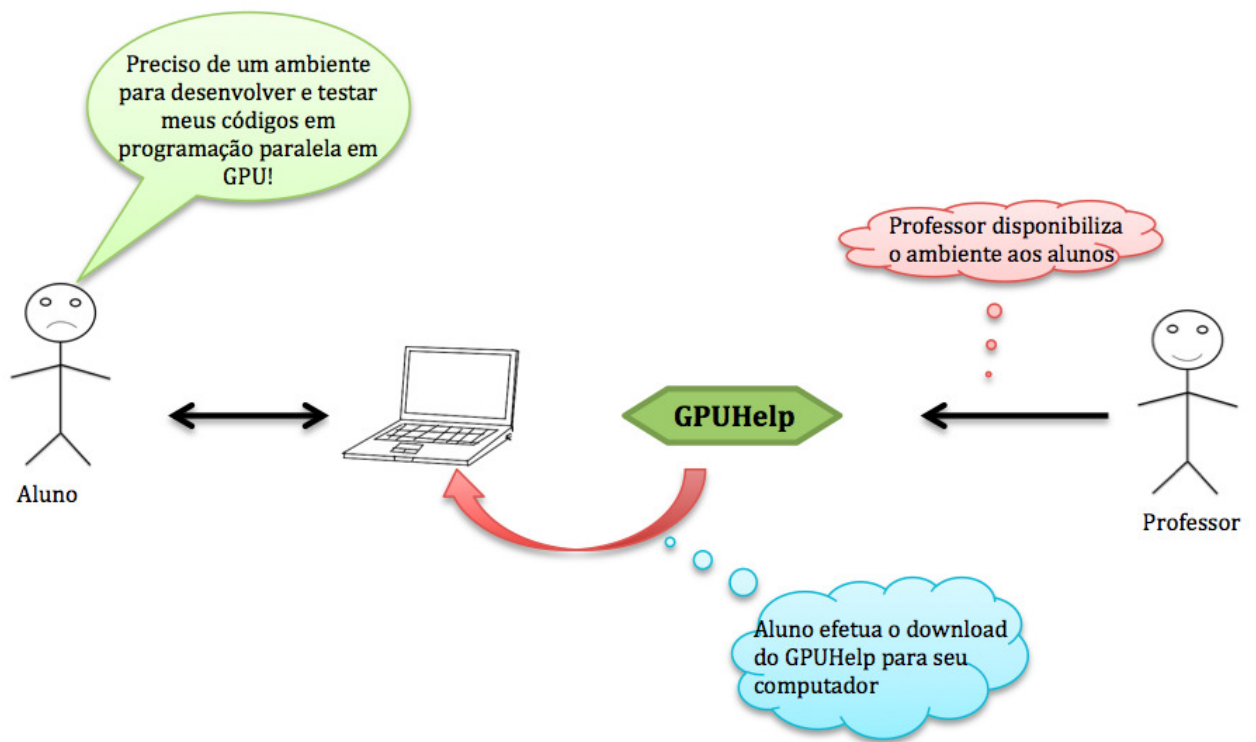 Preciso de um ambiente
para desenvolver e testar
meus códigos em
programação paralela em
GPU!
Professor disponibiliza
o ambiente aos alunos
GPUHelp
Aluno
Professor
Aluno efetua o download
do GPUHelp para seu
computador